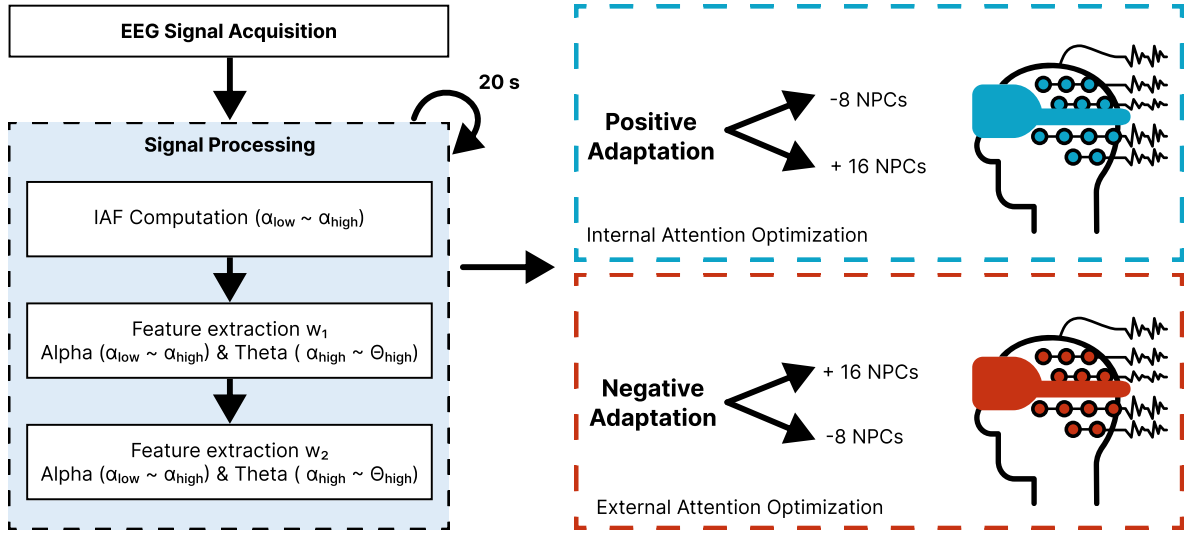 EEG Signal Acquisition
20 s
Signal Processing
IAF Computation (αlow ~ αhigh)
Feature extraction w₁
Alpha (αlow ~ αhigh) & Theta ( αhigh ~ Θhigh)
Feature extraction w₂
Alpha (αlow ~ αhigh) & Theta ( αhigh ~ Θhigh)
Positive
Adaptation
-8 NPCs
+ 16 NPCs
Internal Attention Optimization
Negative
Adaptation
+ 16 NPCs
-8 NPCs
External Attention Optimization